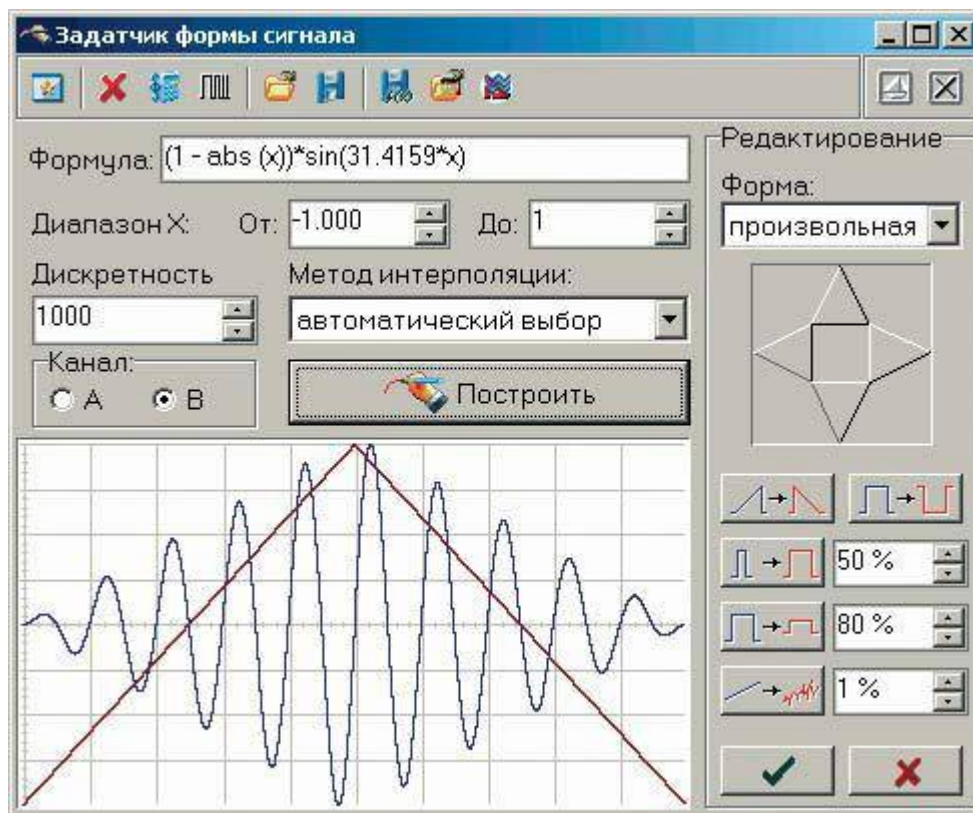 Задатчик формы сигнала
Формула: (1 - abs (x))*sin(31.4159*x)
Диапазон X: От: -1.000 До: 1
Дискретность Метод интерполяции:
1000 автоматический выбор
Канал:
A B
Построить
Редактирование
Форма:
произвольная
50 %
80 %
1 %